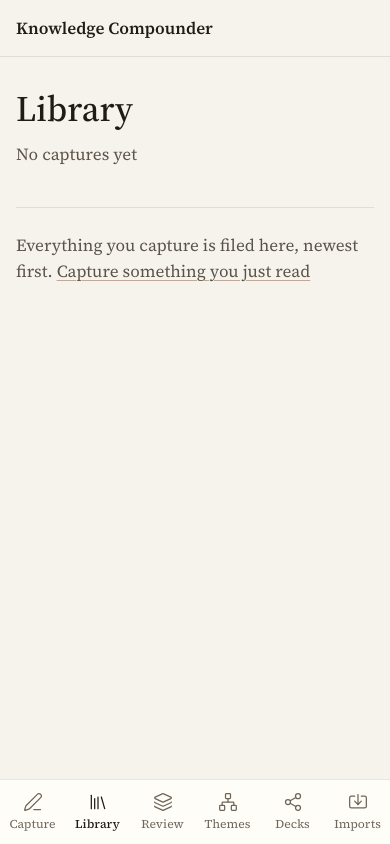 Knowledge Compounder
Library
No captures yet
Everything you capture is filed here, newest
first. Capture something you just read
Capture Library Review Themes Decks Imports